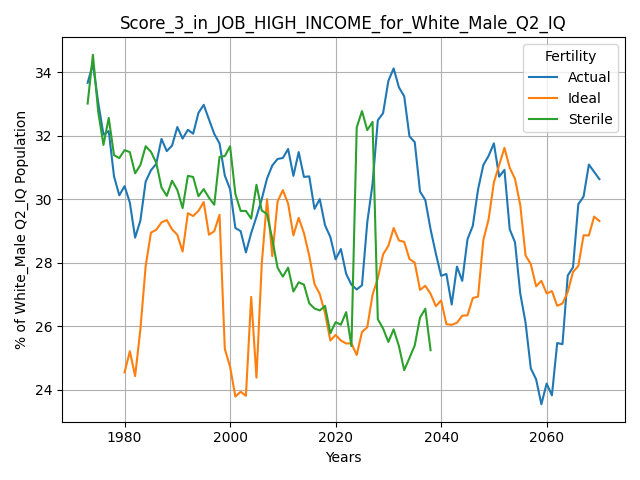 Score_3_in_JOB_HIGH_INCOME_for_White_Male_Q2_IQ
% of White_Male Q2_IQ Population
34
32
30
28
26
24
Fertility
Actual
Ideal
Sterile
1980
2000
2020
2040
2060
Years